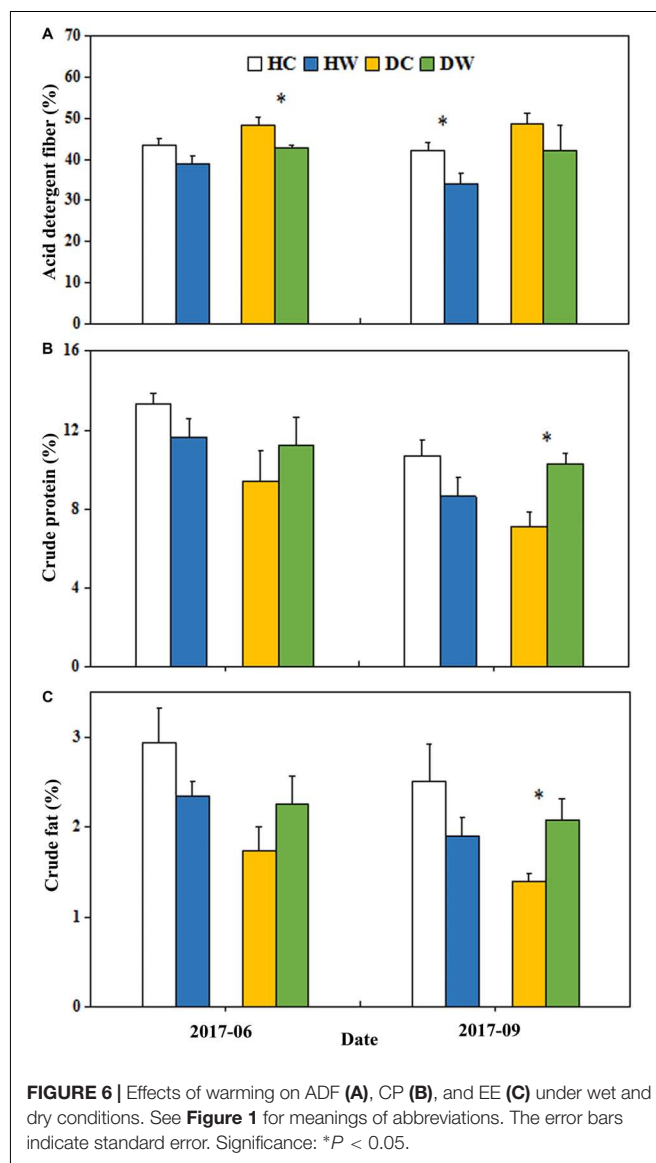 A
70
60
50
40
30
20
10
0
Acid detergent fiber (%)
HC HW DC DW
*
*
B
16
12
8
4
0
Crude protein (%)
*
C
3
2
1
0
Crude fat (%)
*
2017-06 Date 2017-09
FIGURE 6 | Effects of warming on ADF (A), CP (B), and EE (C) under wet and
dry conditions. See Figure 1 for meanings of abbreviations. The error bars
indicate standard error. Significance: *P < 0.05.